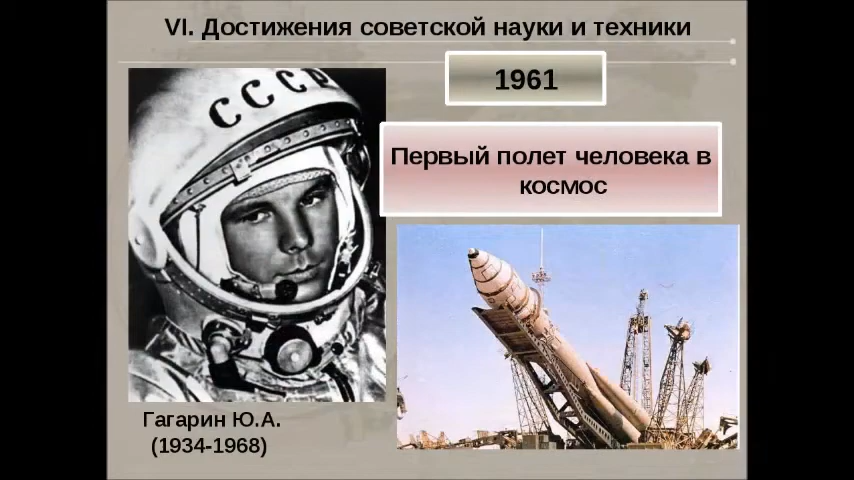 VI. Достижения советской науки и техники
1961
СССР
Первый полет человека в
космос
Гагарин Ю.А.
(1934-1968)